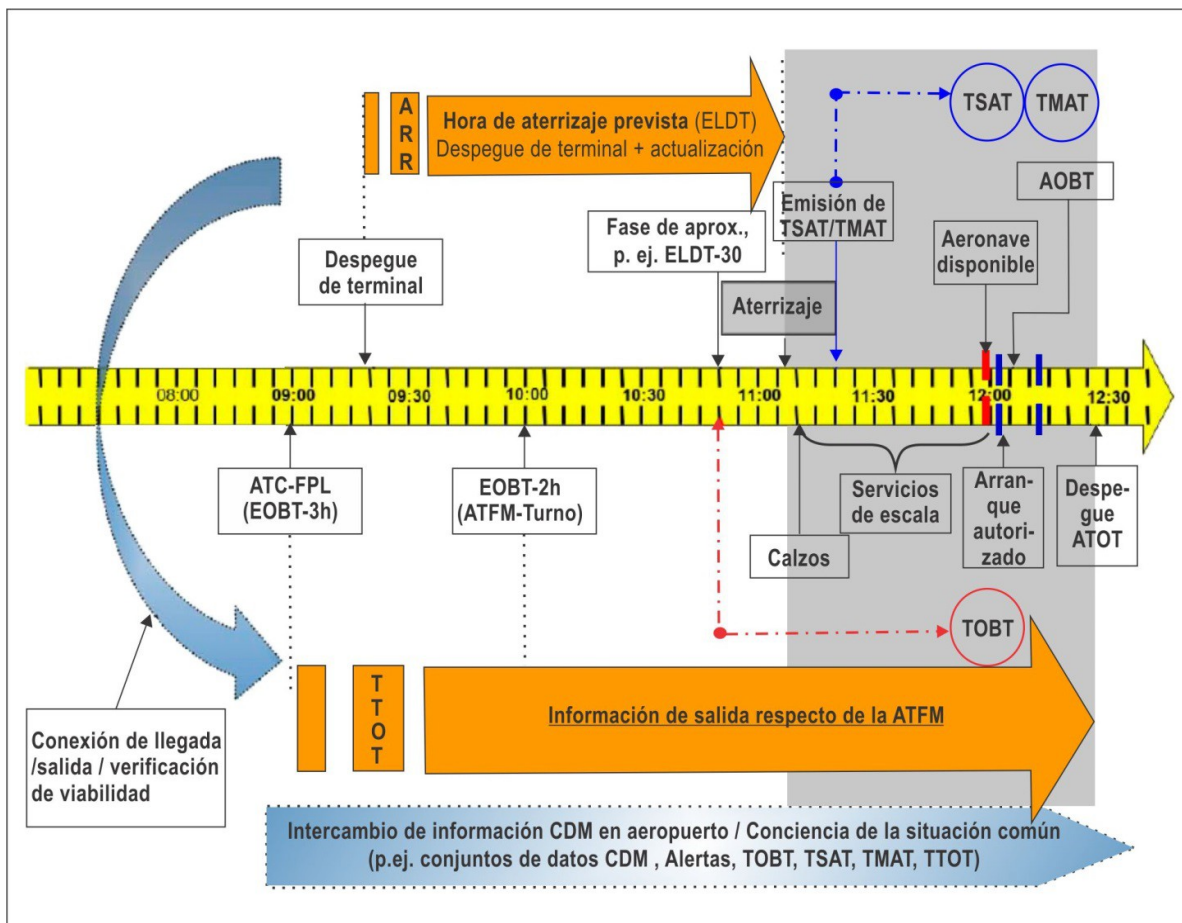 A
R
R
Hora de aterrizaje prevista (ELDT)
Despegue de terminal + actualización
TSAT
TMAT
AOBT
Despegue
de terminal
Fase de aprox.,
p. ej. ELDT-30
Emisión de
TSAT/TMAT
Aeronave
disponible
Aterrizaje
08:00
09:00
09:30
10:00
10:30
11:00
11:30
12:00
12:30
ATC-FPL
(EOBT-3h)
EOBT-2h
(ATFM-Turno)
Calzos
Servicios
de escala
Arran-
que
autori-
zado
Despe-
gue
ATOT
TOBT
T
T
O
T
Información de salida respecto de la ATFM
Conexión de llegada
/salida / verificación
de viabilidad
Intercambio de información CDM en aeropuerto / Conciencia de la situación común
(p.ej. conjuntos de datos CDM , Alertas, TOBT, TSAT, TMAT, TTOT)